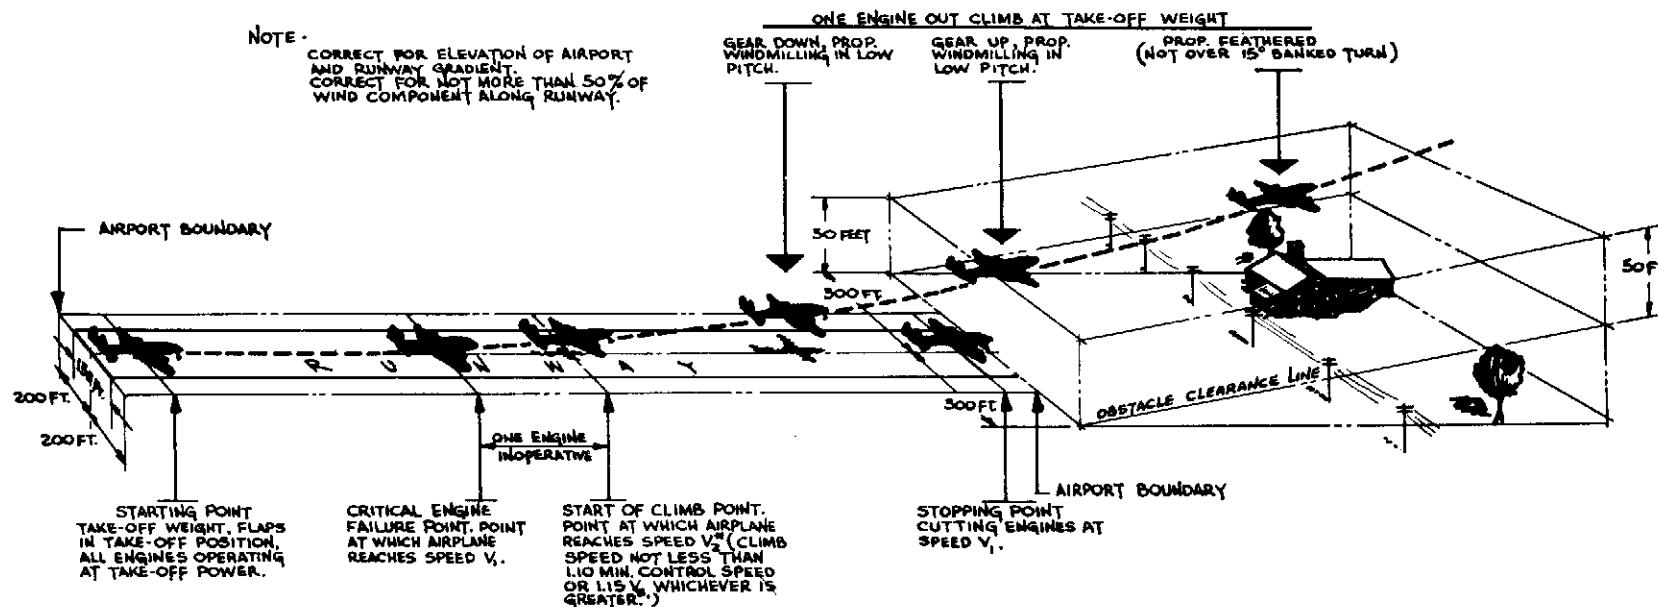 ONE ENGINE OUT CLIMB AT TAKE-OFF WEIGHT
NOTE.
CORRECT FOR ELEVATION OF AIRPORT
AND RUNWAY GRADIENT.
CORRECT FOR NOT MORE THAN 50% OF
WIND COMPONENT ALONG RUNWAY.
GEAR DOWN, PROP.
WINDMILLING IN LOW
PITCH.
GEAR UP, PROP.
WINDMILLING IN
LOW PITCH.
PROP. FEATHERED
(NOT OVER 15° BANKED TURN)
AIRPORT BOUNDARY
50 FEET
300 FT.
50 F
RUNWAY
200 FT.
200 FT.
300 FT.
OBSTACLE CLEARANCE LINE
ONE ENGINE
INOPERATIVE
AIRPORT BOUNDARY
STARTING POINT
TAKE-OFF WEIGHT, FLAPS
IN TAKE-OFF POSITION,
ALL ENGINES OPERATING
AT TAKE-OFF POWER.
CRITICAL ENGINE
FAILURE POINT. POINT
AT WHICH AIRPLANE
REACHES SPEED V₁.
START OF CLIMB POINT.
POINT AT WHICH AIRPLANE
REACHES SPEED V₂* (CLIMB
SPEED NOT LESS THAN
1.10 MIN. CONTROL SPEED
OR 1.15 Vₛ WHICHEVER IS
GREATER.)
STOPPING POINT
CUTTING ENGINES AT
SPEED V₁.